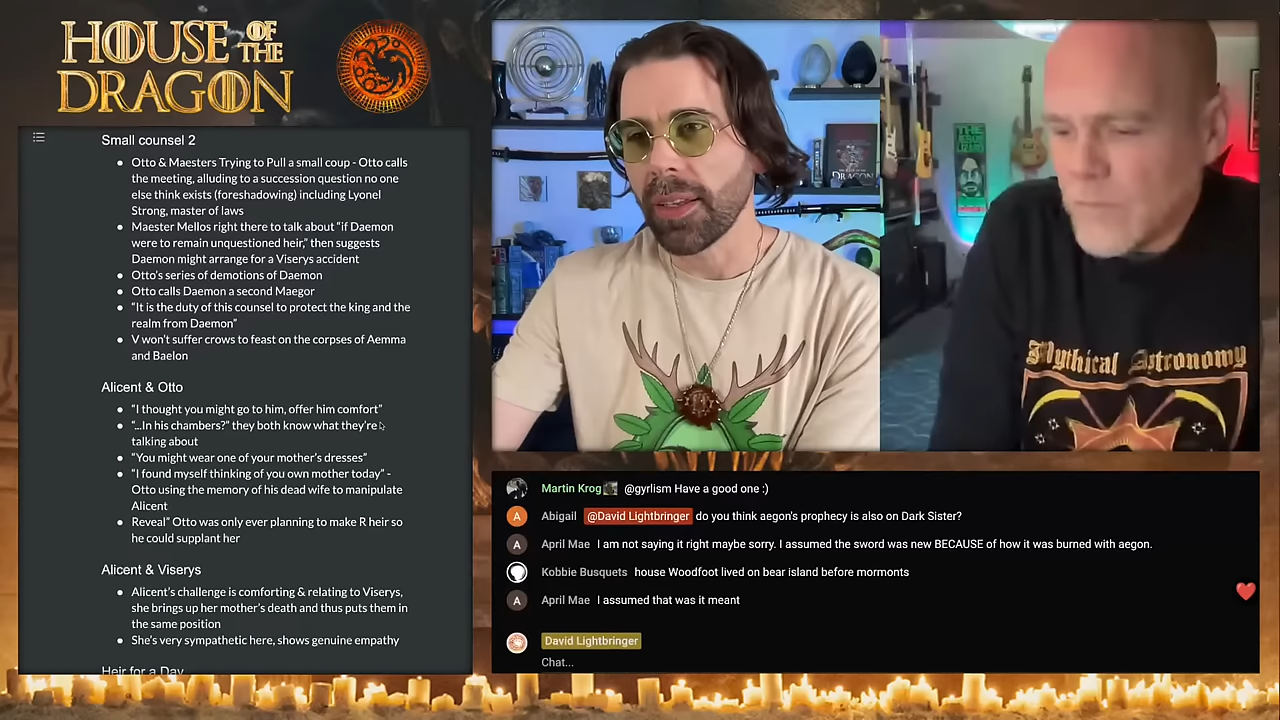 HOUSE OF THE DRAGON
Small counsel 2
Otto & Maesters Trying to Pull a small coup - Otto calls
the meeting, alluding to a succession question no one
else think exists (foreshadowing) including Lyonel
Strong, master of laws
Maester Mellos right there to talk about "if Daemon
were to remain unquestioned heir," then suggests
Daemon might arrange for a Viserys accident
Otto's series of demotions of Daemon
Otto calls Daemon a second Maegor
"It is the duty of this counsel to protect the king and the
realm from Daemon"
V won't suffer crows to feast on the corpses of Aemma
and Baelon
Alicent & Otto
"I thought you might go to him, offer him comfort"
"...In his chambers?" they both know what they're
talking about
"You might wear one of your mother's dresses"
"I found myself thinking of you own mother today" -
Otto using the memory of his dead wife to manipulate
Alicent
Reveal" Otto was only ever planning to make R heir so
he could supplant her
Alicent & Viserys
Alicent's challenge is comforting & relating to Viserys,
she brings up her mother's death and thus puts them in
the same position
She's very sympathetic here, shows genuine empathy
Heir for a Day
DRAGON
THE JESUS LIZARD
Mythical Astronomy
Martin Krog @gyrlism Have a good one :)
A Abigail @David Lightbringer do you think aegon's prophecy is also on Dark Sister?
A April Mae I am not saying it right maybe sorry. I assumed the sword was new BECAUSE of how it was burned with aegon.
Kobbie Busquets house Woodfoot lived on bear island before mormonts
A April Mae I assumed that was it meant
David Lightbringer
Chat...